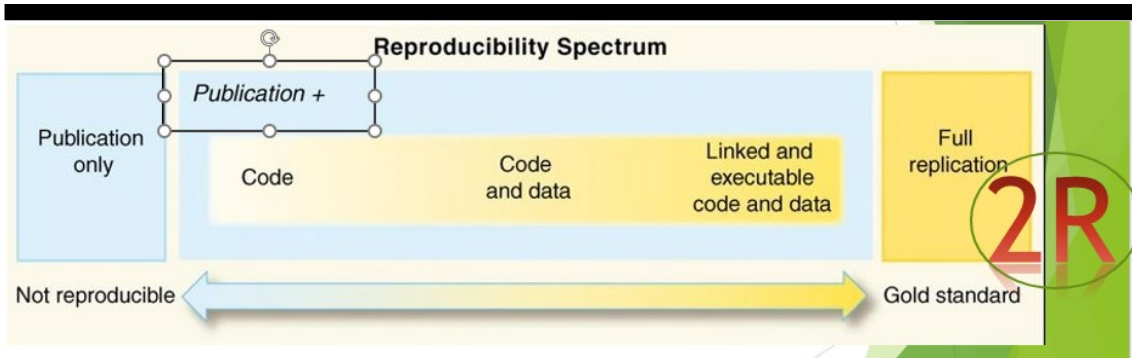 Reproducibility Spectrum
Publication +
Publication
only
Code
Code
and data
Linked and
executable
code and data
Full
replication
2R
Not reproducible
Gold standard